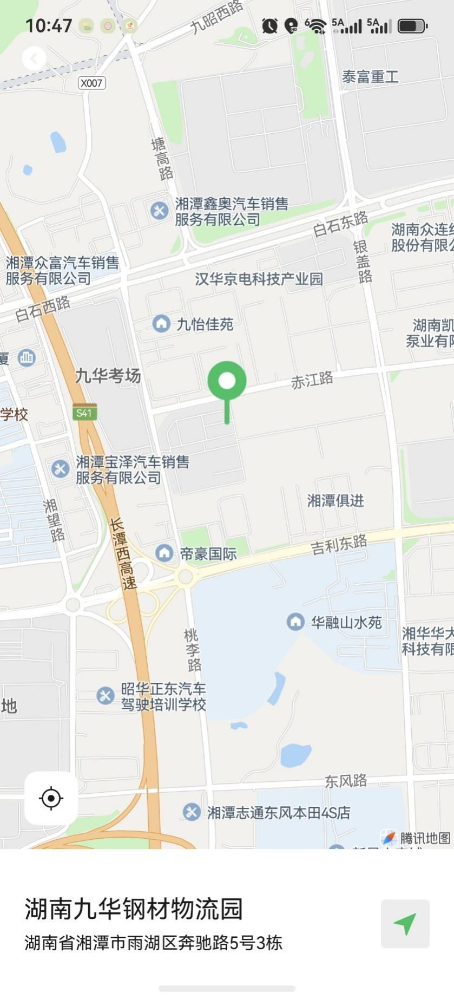 10:47
6
5A
5A
九昭西路
X007
泰富重工
塘高路
湘潭鑫奥汽车销售
服务有限公司
白石东路
湖南众连线
股份有限公
银盖路
湘潭众富汽车销售
服务有限公司
汉华京电科技产业园
白石西路
九怡佳苑
湖南凯
泵业有限
厦
九华考场
赤江路
学校
S41
湘潭宝泽汽车销售
服务有限公司
湘潭俱进
湘望路
长潭西高速
吉利东路
帝豪国际
华融山水苑
湘华华大
科技有限
桃李路
昭华正东汽车
驾驶培训学校
地
东风路
湘潭志通东风本田4S店
腾讯地图
湖南九华钢材物流园
湖南省湘潭市雨湖区奔驰路5号3栋